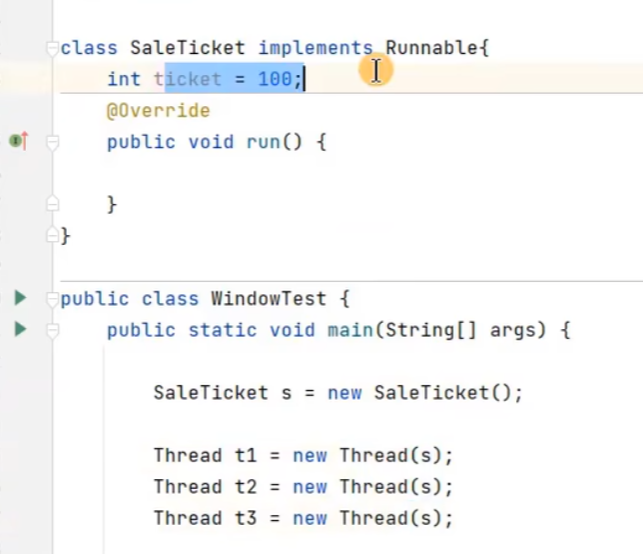 class SaleTicket implements Runnable{
int ticket = 100;
@Override
public void run() {
}
}
public class WindowTest {
public static void main(String[] args) {
SaleTicket s = new SaleTicket();
Thread t1 = new Thread(s);
Thread t2 = new Thread(s);
Thread t3 = new Thread(s);